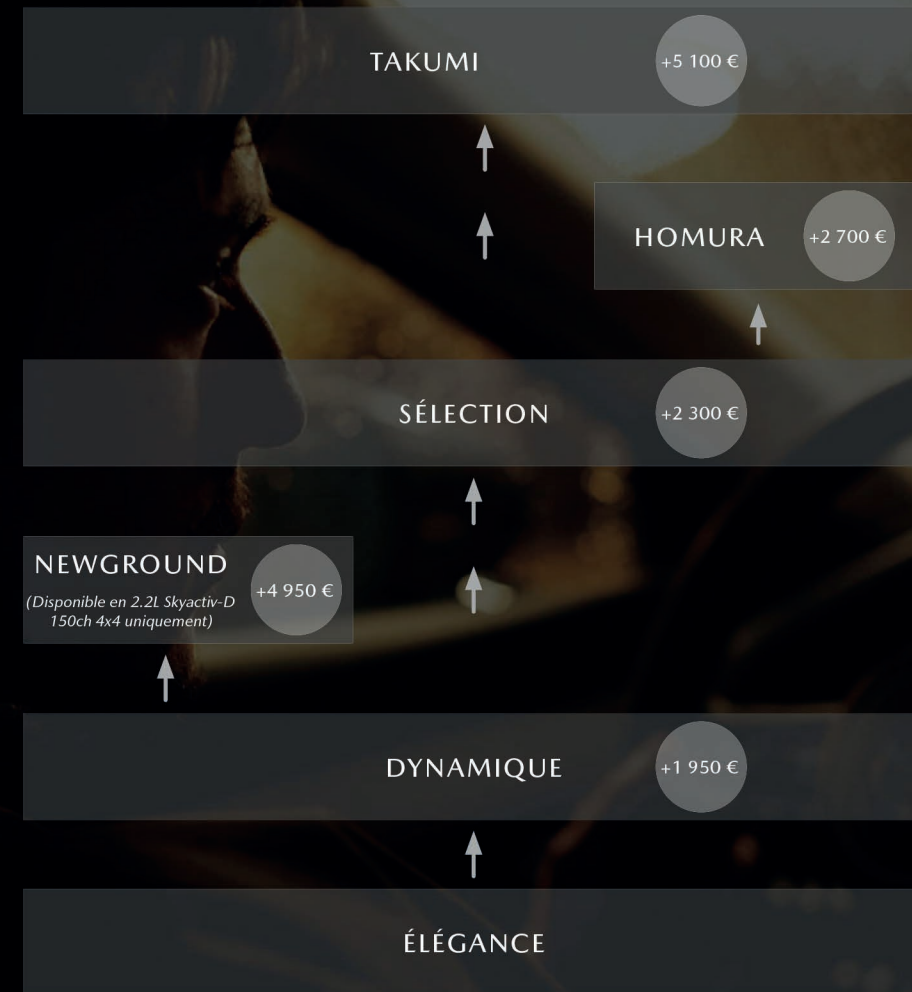 TAKUMI
+5 100 €
HOMURA
+2 700 €
SÉLECTION
+2 300 €
NEWGROUND
(Disponible en 2.2L Skyactiv-D
150ch 4x4 uniquement)
+4 950 €
DYNAMIQUE
+1 950 €
ÉLÉGANCE